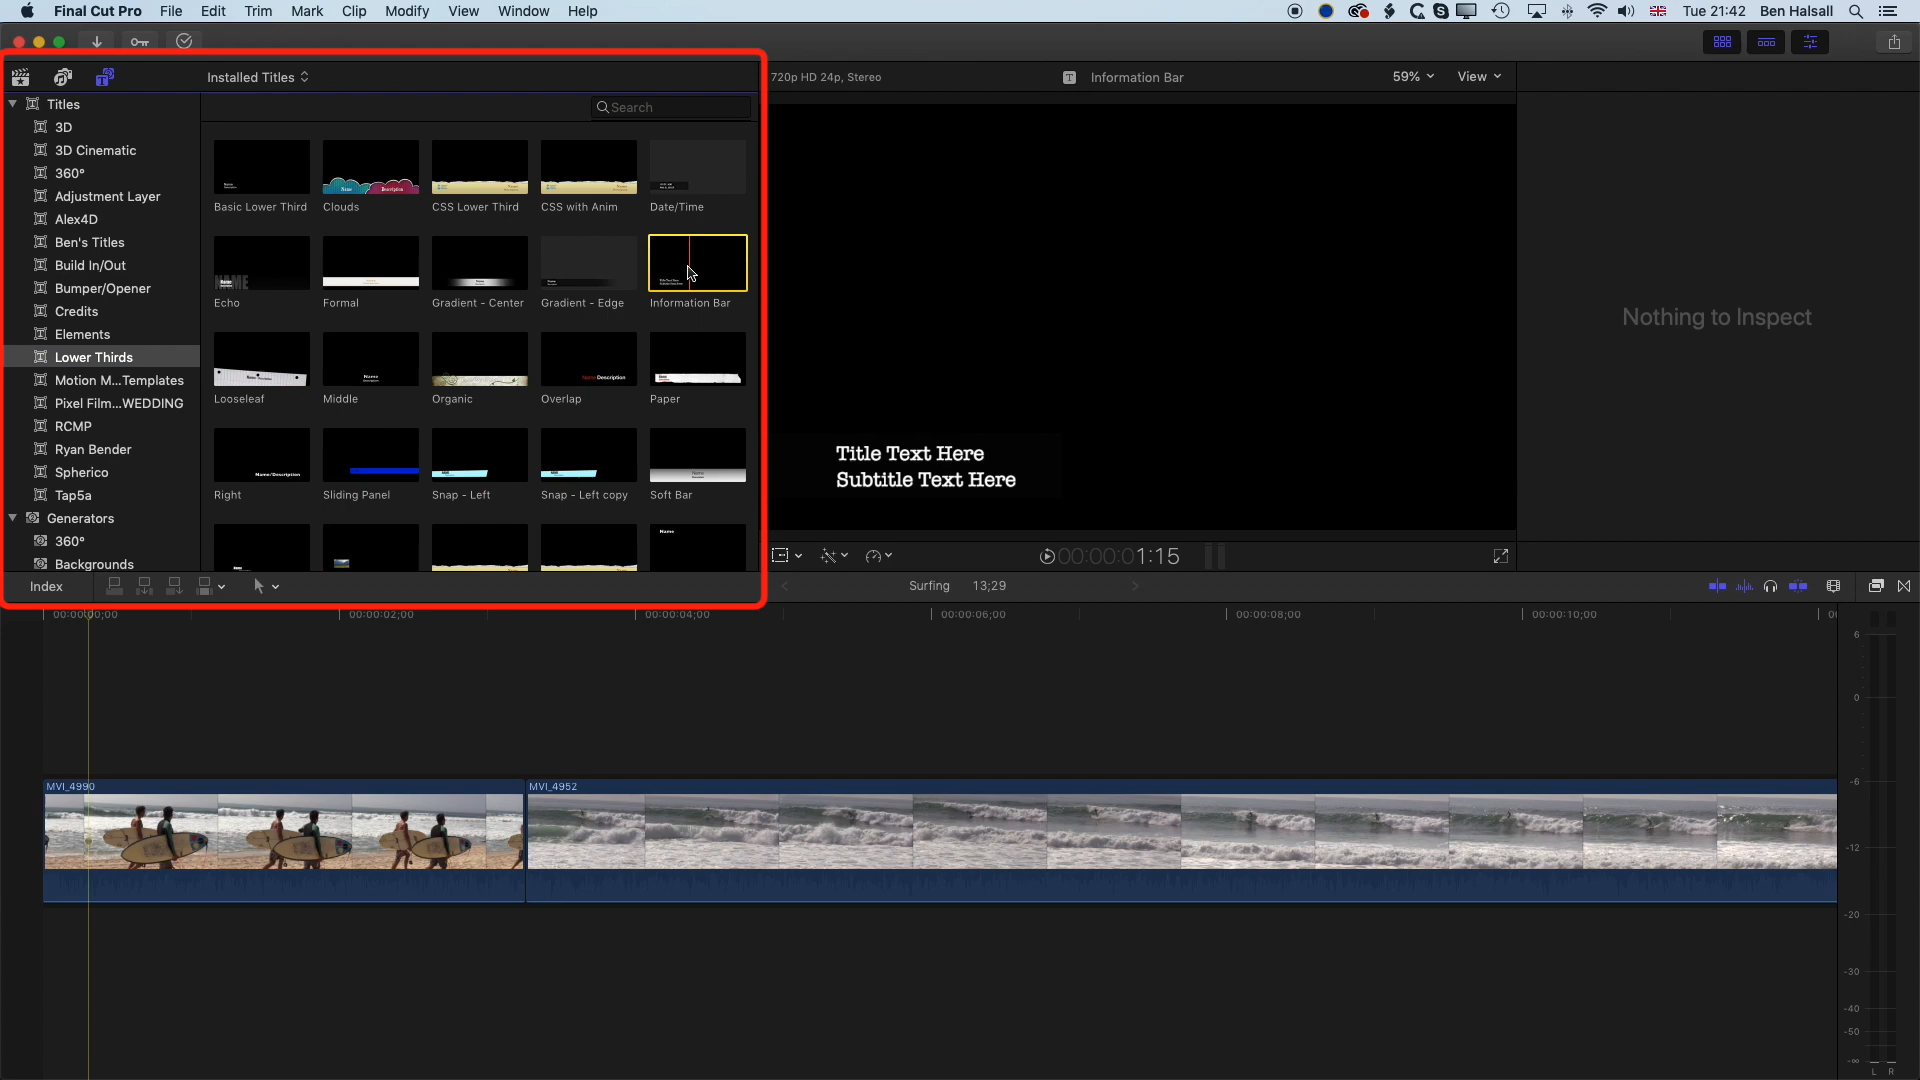 Final Cut Pro File Edit Trim Mark Clip Modify View Window Help Tue 21:42 Ben Halsall
Installed Titles 720p HD 24p, Stereo Information Bar 59% View
Titles
Search
3D
3D Cinematic
360°
Adjustment Layer
Alex4D
Ben's Titles
Build In/Out
Bumper/Opener
Credits
Elements
Lower Thirds
Motion M...Templates
Pixel Film...WEDDING
RCMP
Ryan Bender
Spherico
Tap5a
Generators
360°
Backgrounds
Basic Lower Third Clouds CSS Lower Third CSS with Anim Date/Time
Echo Formal Gradient - Center Gradient - Edge Information Bar
Looseleaf Middle Organic Overlap Paper
Right Sliding Panel Snap - Left Snap - Left copy Soft Bar
Title Text Here
Subtitle Text Here
Nothing to Inspect
00:00:01:15
Index Surfing 13;29
00:00:00;00 00:00:02;00 00:00:04;00 00:00:06;00 00:00:08;00 00:00:10;00
MVI_4990 MVI_4952
6
0
-6
-12
-20
-30
-40
-50
-∞
L R